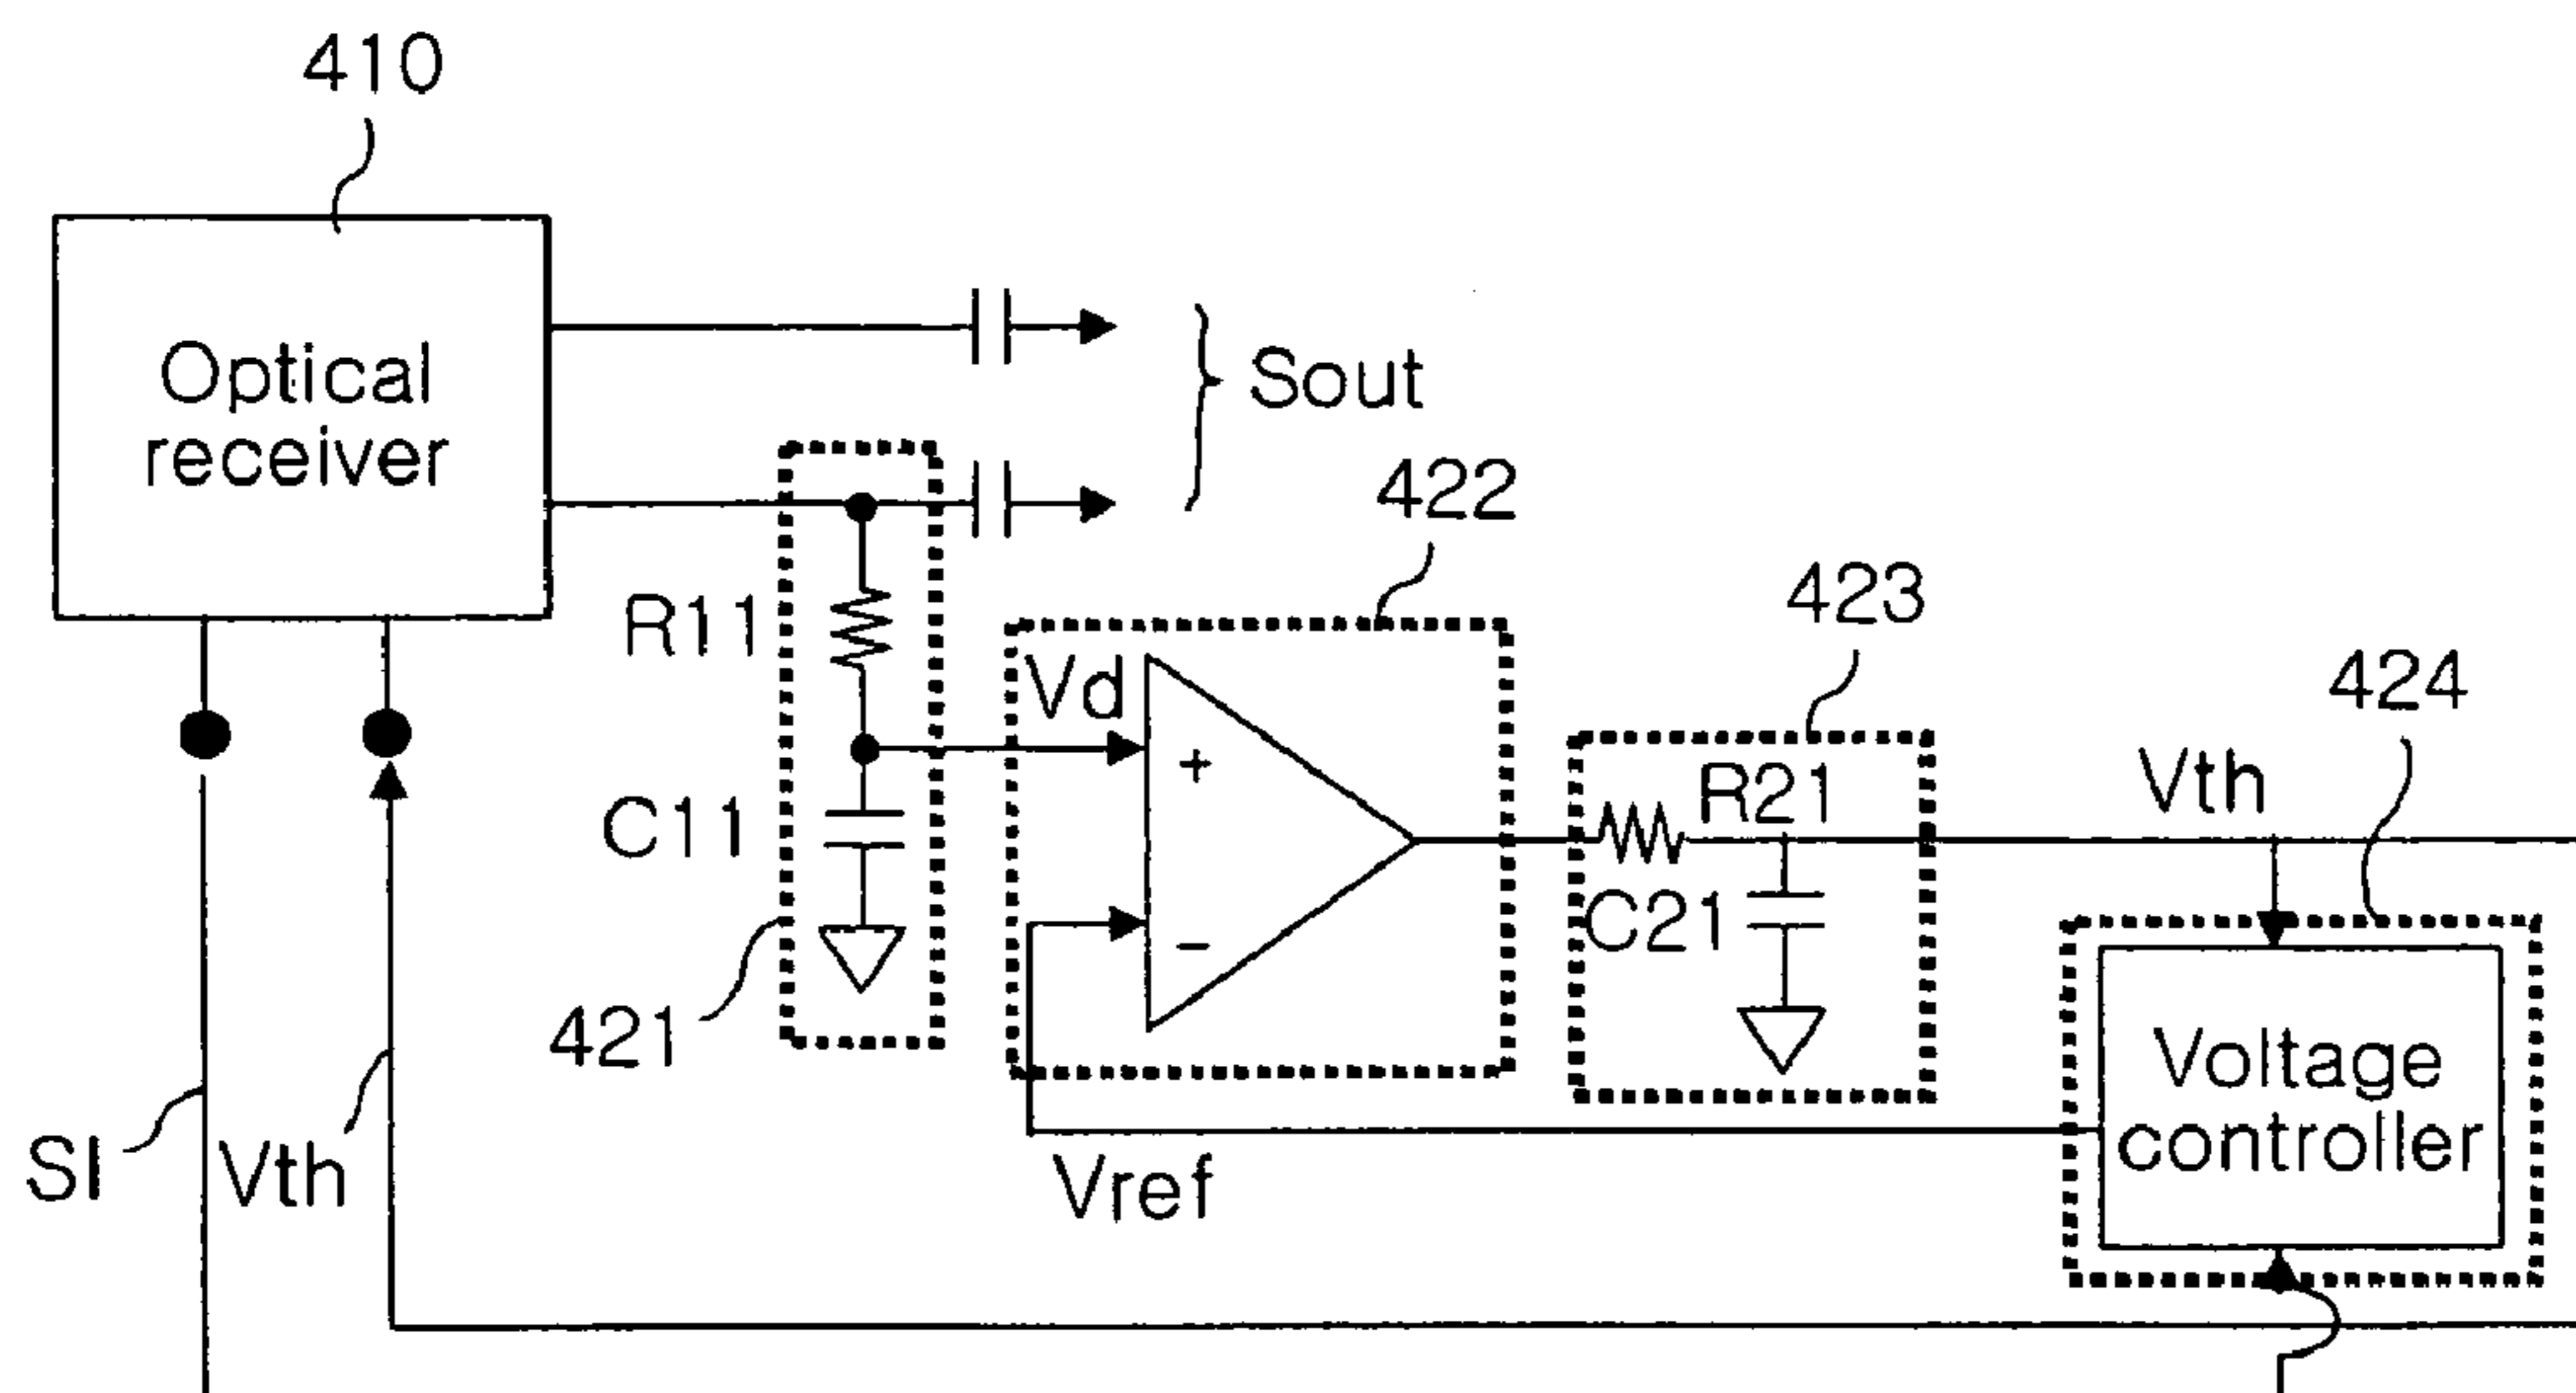 410
Optical
receiver
Sout
422
R11
Vd
423
424
+
R21
Vth
C11
C21
−
421
Voltage
controller
SI
Vth
Vref